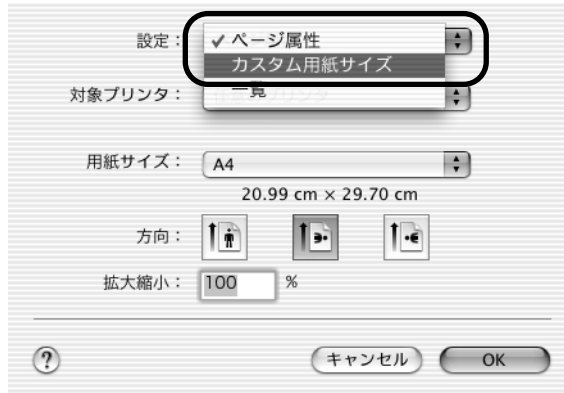 設定： ✓ ページ属性
カスタム用紙サイズ
対象プリンタ： 一覧
用紙サイズ： A4
20.99 cm × 29.70 cm
方向：
拡大縮小： 100 %
? キャンセル OK